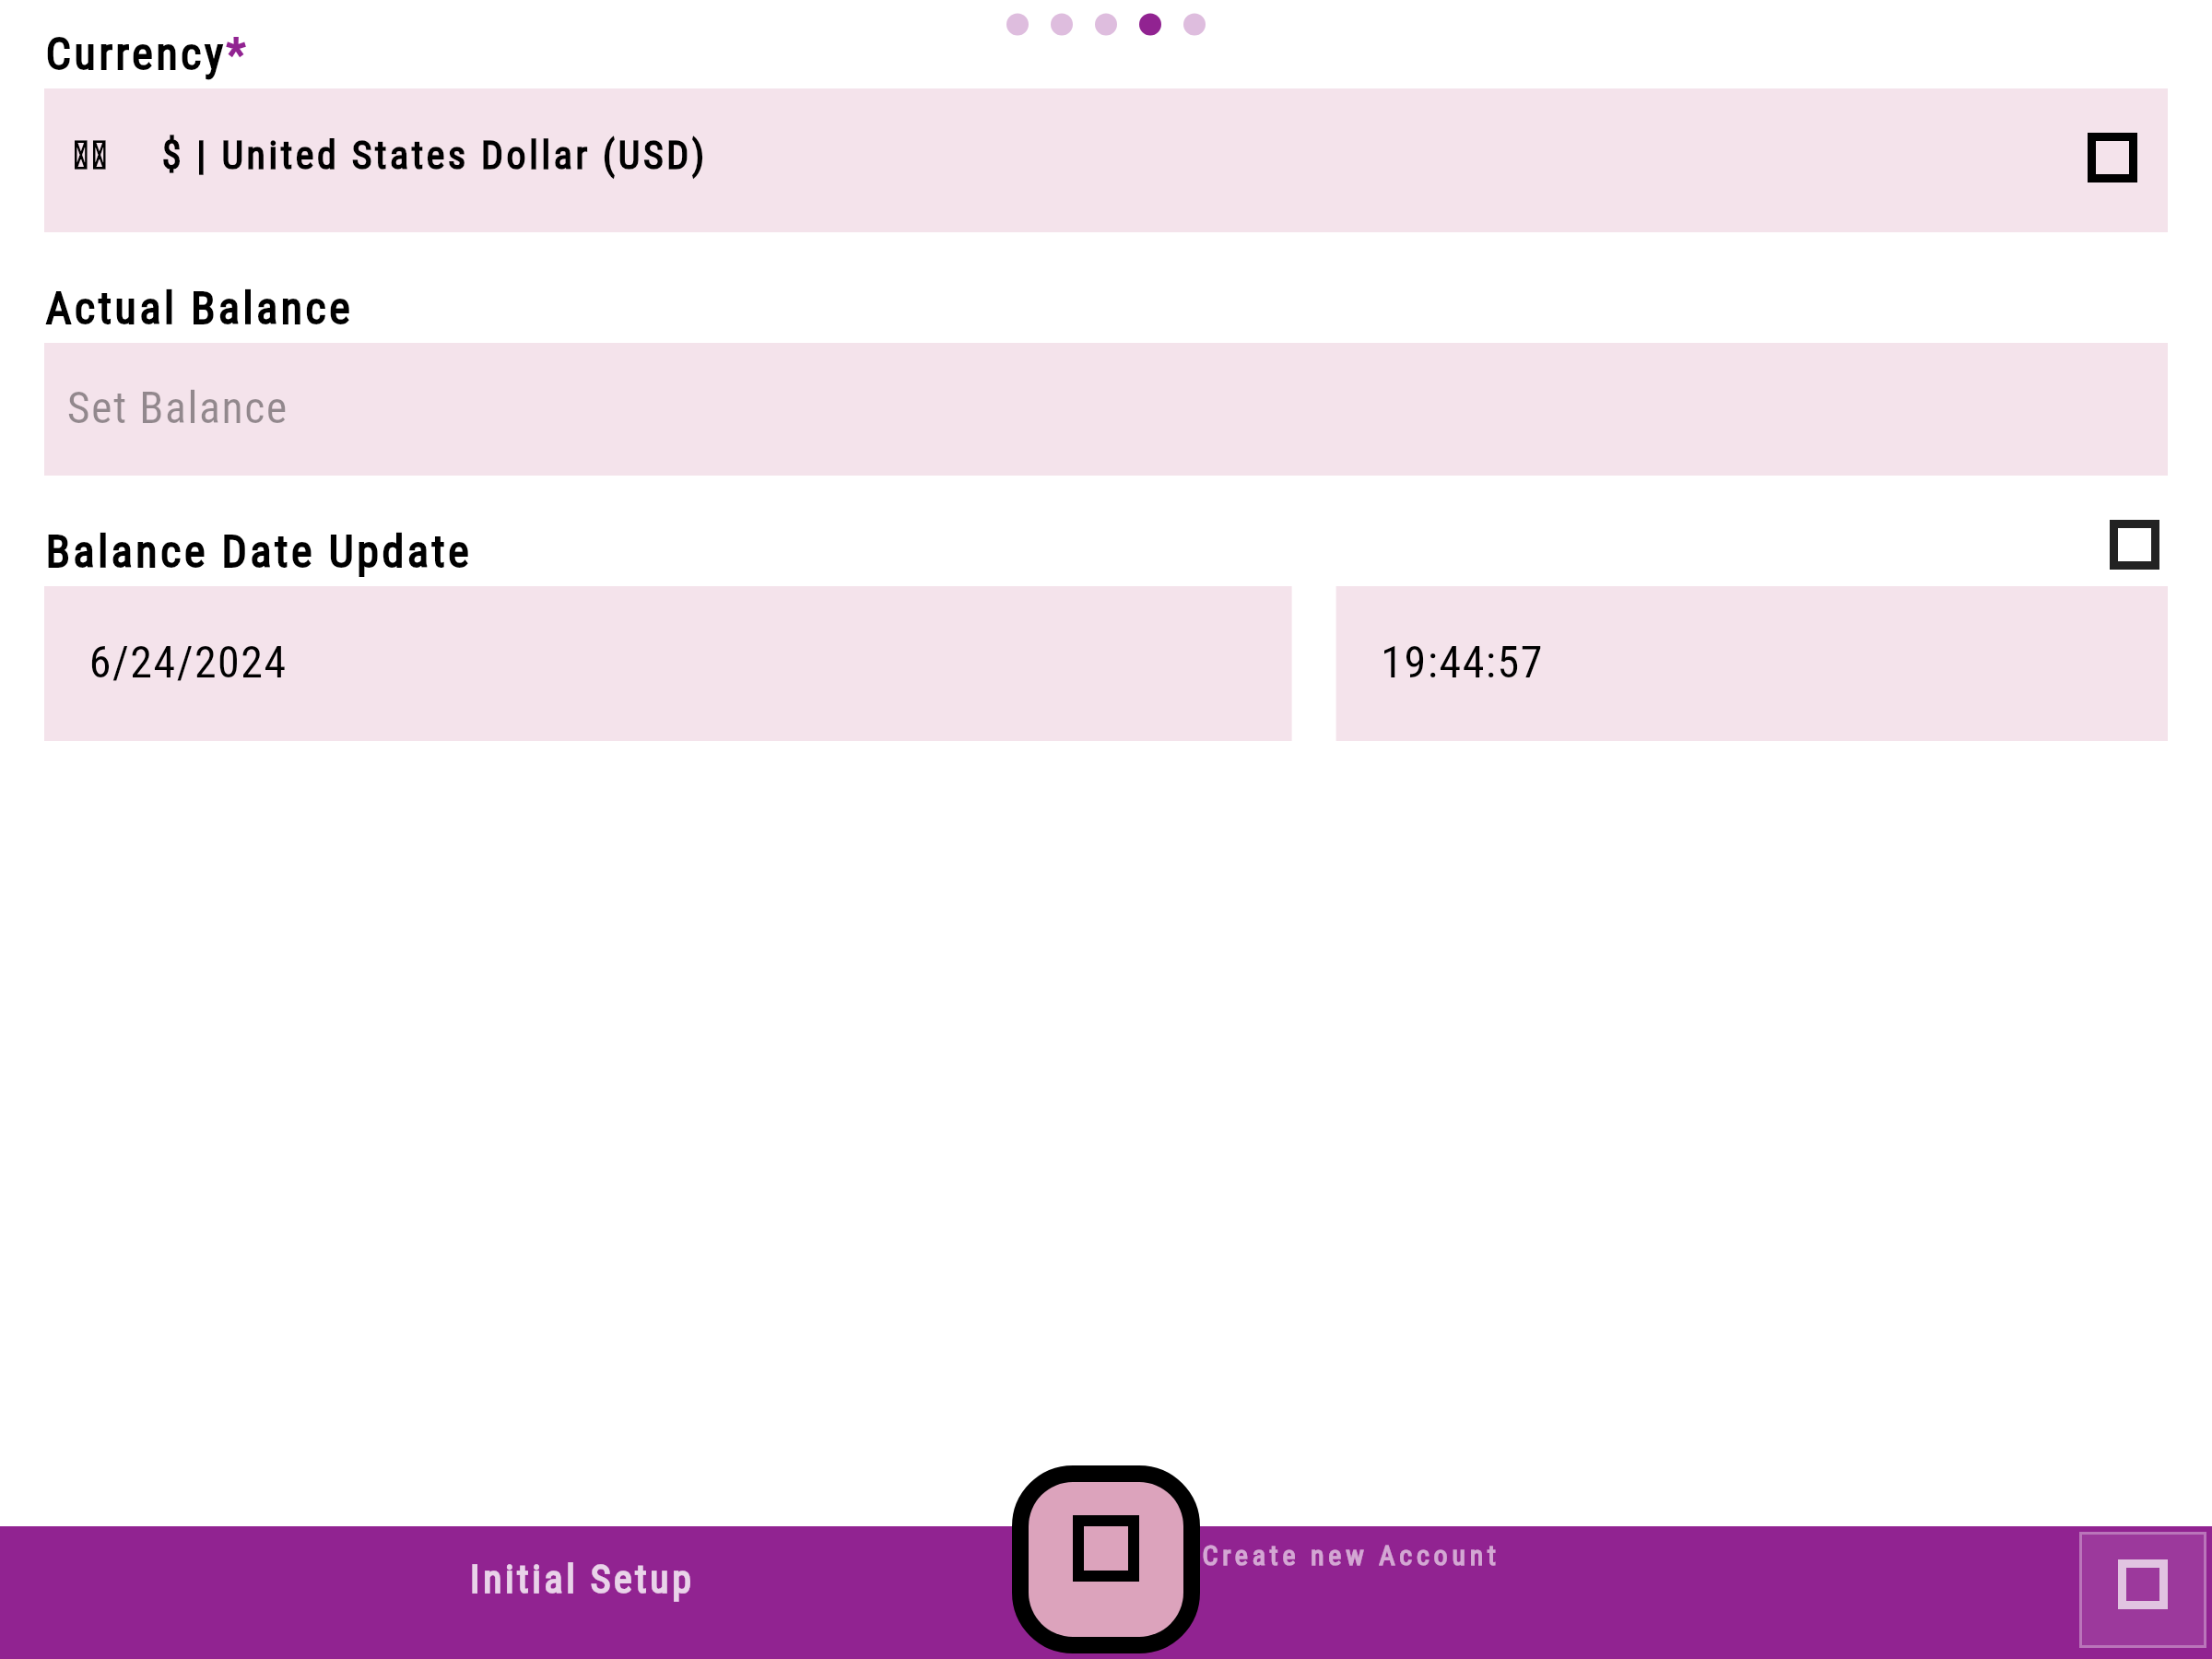 Currency*
$ | United States Dollar (USD)
Actual Balance
Set Balance
Balance Date Update
6/24/2024
19:44:57
Create new Account
Initial Setup